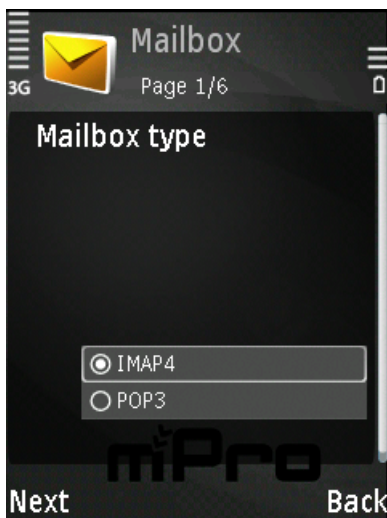 Mailbox
3G
Page 1/6
Mailbox type
IMAP4
POP3
miPro
Next
Back